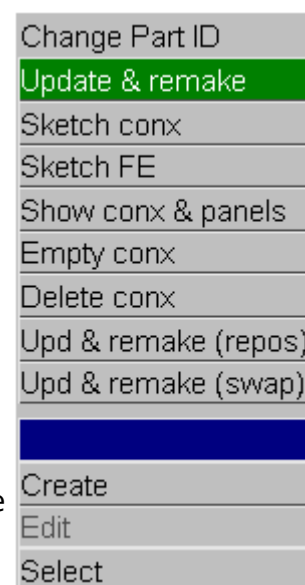 Change Part ID
Update & remake
Sketch conx
Sketch FE
Show conx & panels
Empty conx
Delete conx
Upd & remake (repos)
Upd & remake (swap)
e Create
Edit
Select